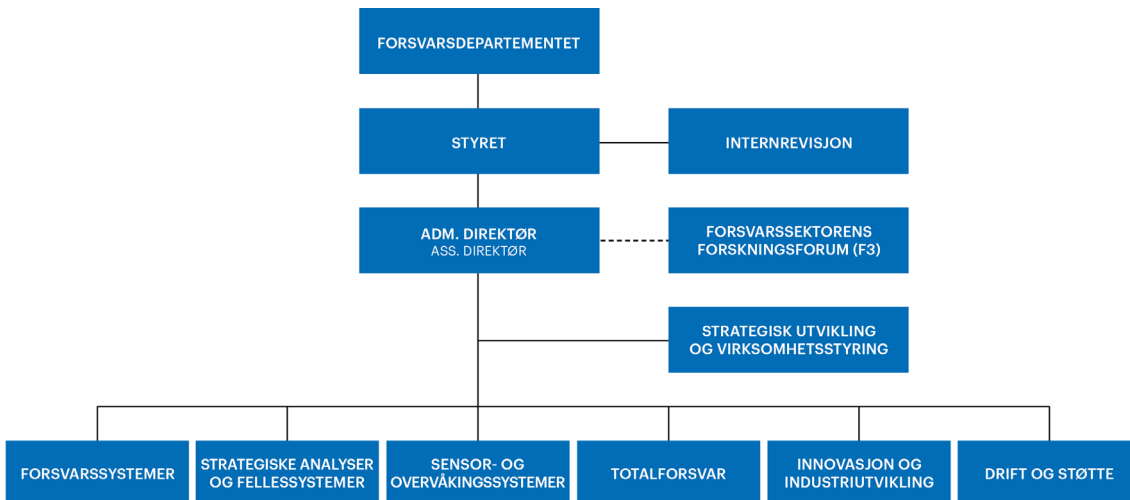 FORSVARSDEPARTEMENTET
STYRET
INTERNREVISJON
ADM. DIREKTØR
ASS. DIREKTØR
FORSVARSSEKTORENS
FORSKNINGSFORUM (F3)
STRATEGISK UTVIKLING
OG VIRKSOMHETSSTYRING
FORSVARSSYSTEMER
STRATEGISKE ANALYSER
OG FELLESSYSTEMER
SENSOR- OG
OVERVÅKINGSSYSTEMER
TOTALFORSVAR
INNOVASJON OG
INDUSTRIUTVIKLING
DRIFT OG STØTTE